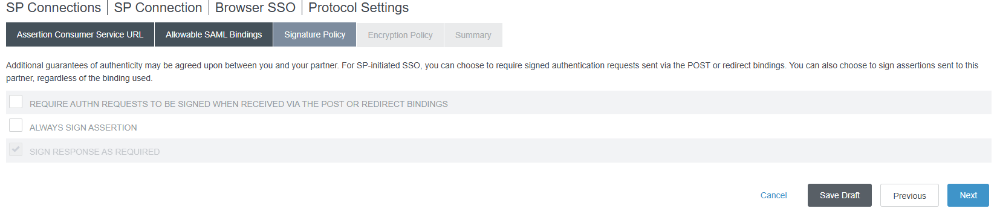 SP Connections | SP Connection | Browser SSO | Protocol Settings
Assertion Consumer Service URL Allowable SAML Bindings Signature Policy Encryption Policy Summary
Additional guarantees of authenticity may be agreed upon between you and your partner. For SP-initiated SSO, you can choose to require signed authentication requests sent via the POST or redirect bindings. You can also choose to sign assertions sent to this
partner, regardless of the binding used.
REQUIRE AUTHN REQUESTS TO BE SIGNED WHEN RECEIVED VIA THE POST OR REDIRECT BINDINGS
ALWAYS SIGN ASSERTION
SIGN RESPONSE AS REQUIRED
Cancel Save Draft Previous Next